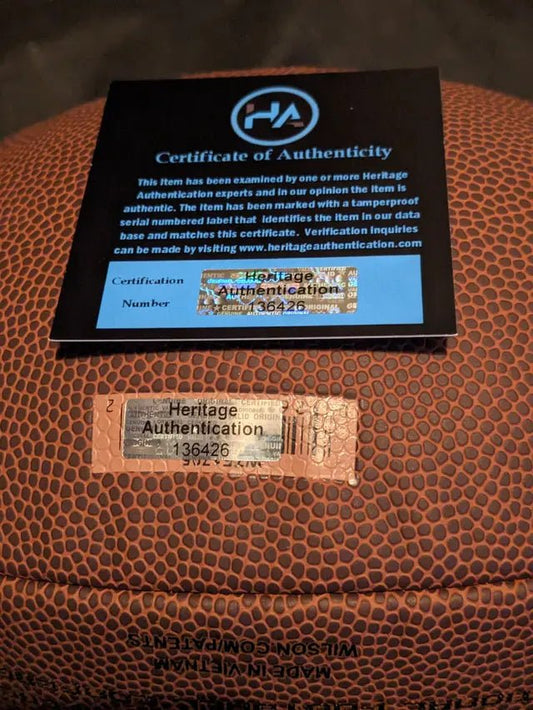 HA
Certificate of Authenticity
This item has been examined by one or more Heritage
Authentication experts and in our opinion the item is
authentic. The item has been marked with a tamperproof
serial numbered label that identifies the item in our data
base and matches this certificate. Verification inquiries
can be made by visiting www.heritageauthentication.com
Certification
Number
Heritage
Authentication
136426
Heritage
Authentication
136426
WILSON.COM/PATENTS
MADE IN VIETNAM